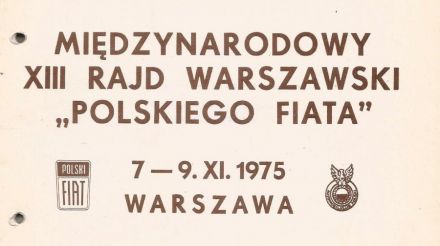 MIĘDZYNARODOWY
XIII RAJD WARSZAWSKI
„POLSKIEGO FIATA”
7 — 9. XI. 1975
WARSZAWA
POLSKI
FIAT